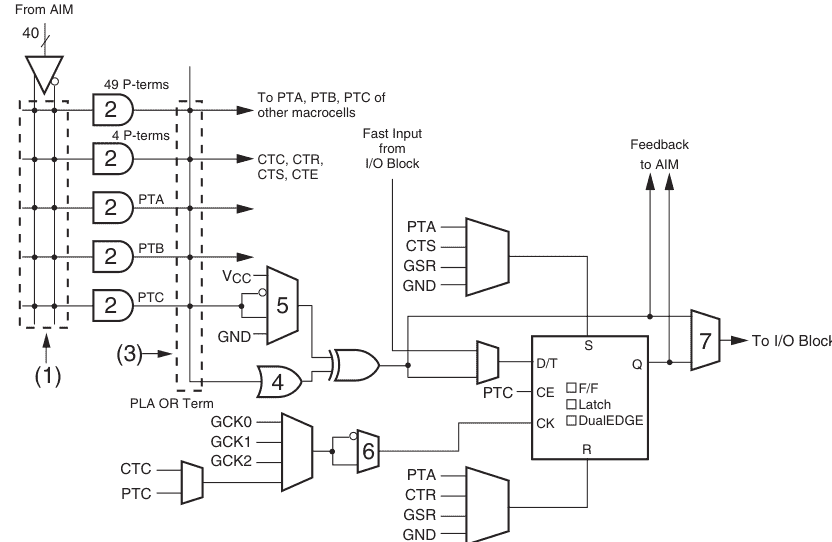 From AIM
40
49 P-terms
2
To PTA, PTB, PTC of
other macrocells
4 P-terms
2
CTC, CTR,
CTS, CTE
Fast Input
from
I/O Block
Feedback
to AIM
2
PTA
2
PTB
2
PTC
PTA
CTS
GSR
GND
VCC
5
GND
(1)
(3)
4
PLA OR Term
7
To I/O Block
S
D/T
Q
PTC
CE
F/F
Latch
DualEDGE
CK
R
GCK0
GCK1
GCK2
6
CTC
PTC
PTA
CTR
GSR
GND